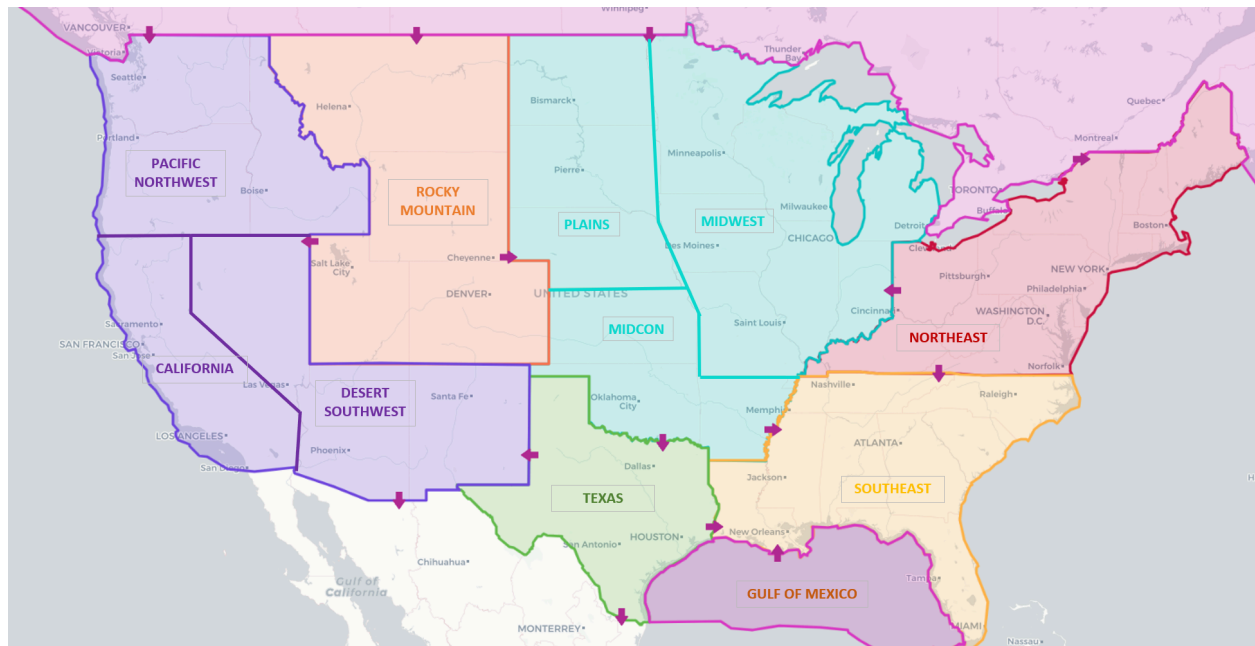 Winnipeg
VANCOUVER
Victoria
Thunder
Bay
Seattle
Quebec
Bismarck
Helena
Montreal
Portland
Minneapolis
PACIFIC
NORTHWEST
Pierre
ROCKY
MOUNTAIN
Boise
TORONTO
Milwaukee
Buffalo
PLAINS
MIDWEST
Detroit
Boston
CHICAGO
Des Moines
Cleveland
Cheyenne
Salt Lake
City
NEW YORK
Pittsburgh
Philadelphia
DENVER
UNITED STATES
WASHINGTON
D.C.
Cincinnati
Sacramento
Saint Louis
MIDCON
NORTHEAST
SAN FRANCISCO
San Jose
CALIFORNIA
Norfolk
Las Vegas
Nashville
DESERT
SOUTHWEST
Santa Fe
Oklahoma
City
Memphis
Raleigh
LOS ANGELES
ATLANTA
Phoenix
San Diego
Dallas
Jackson
SOUTHEAST
TEXAS
New Orleans
HOUSTON
San Antonio
Chihuahua
Gulf of
California
Tampa
GULF OF MEXICO
MONTERREY
MIAMI
Nassau